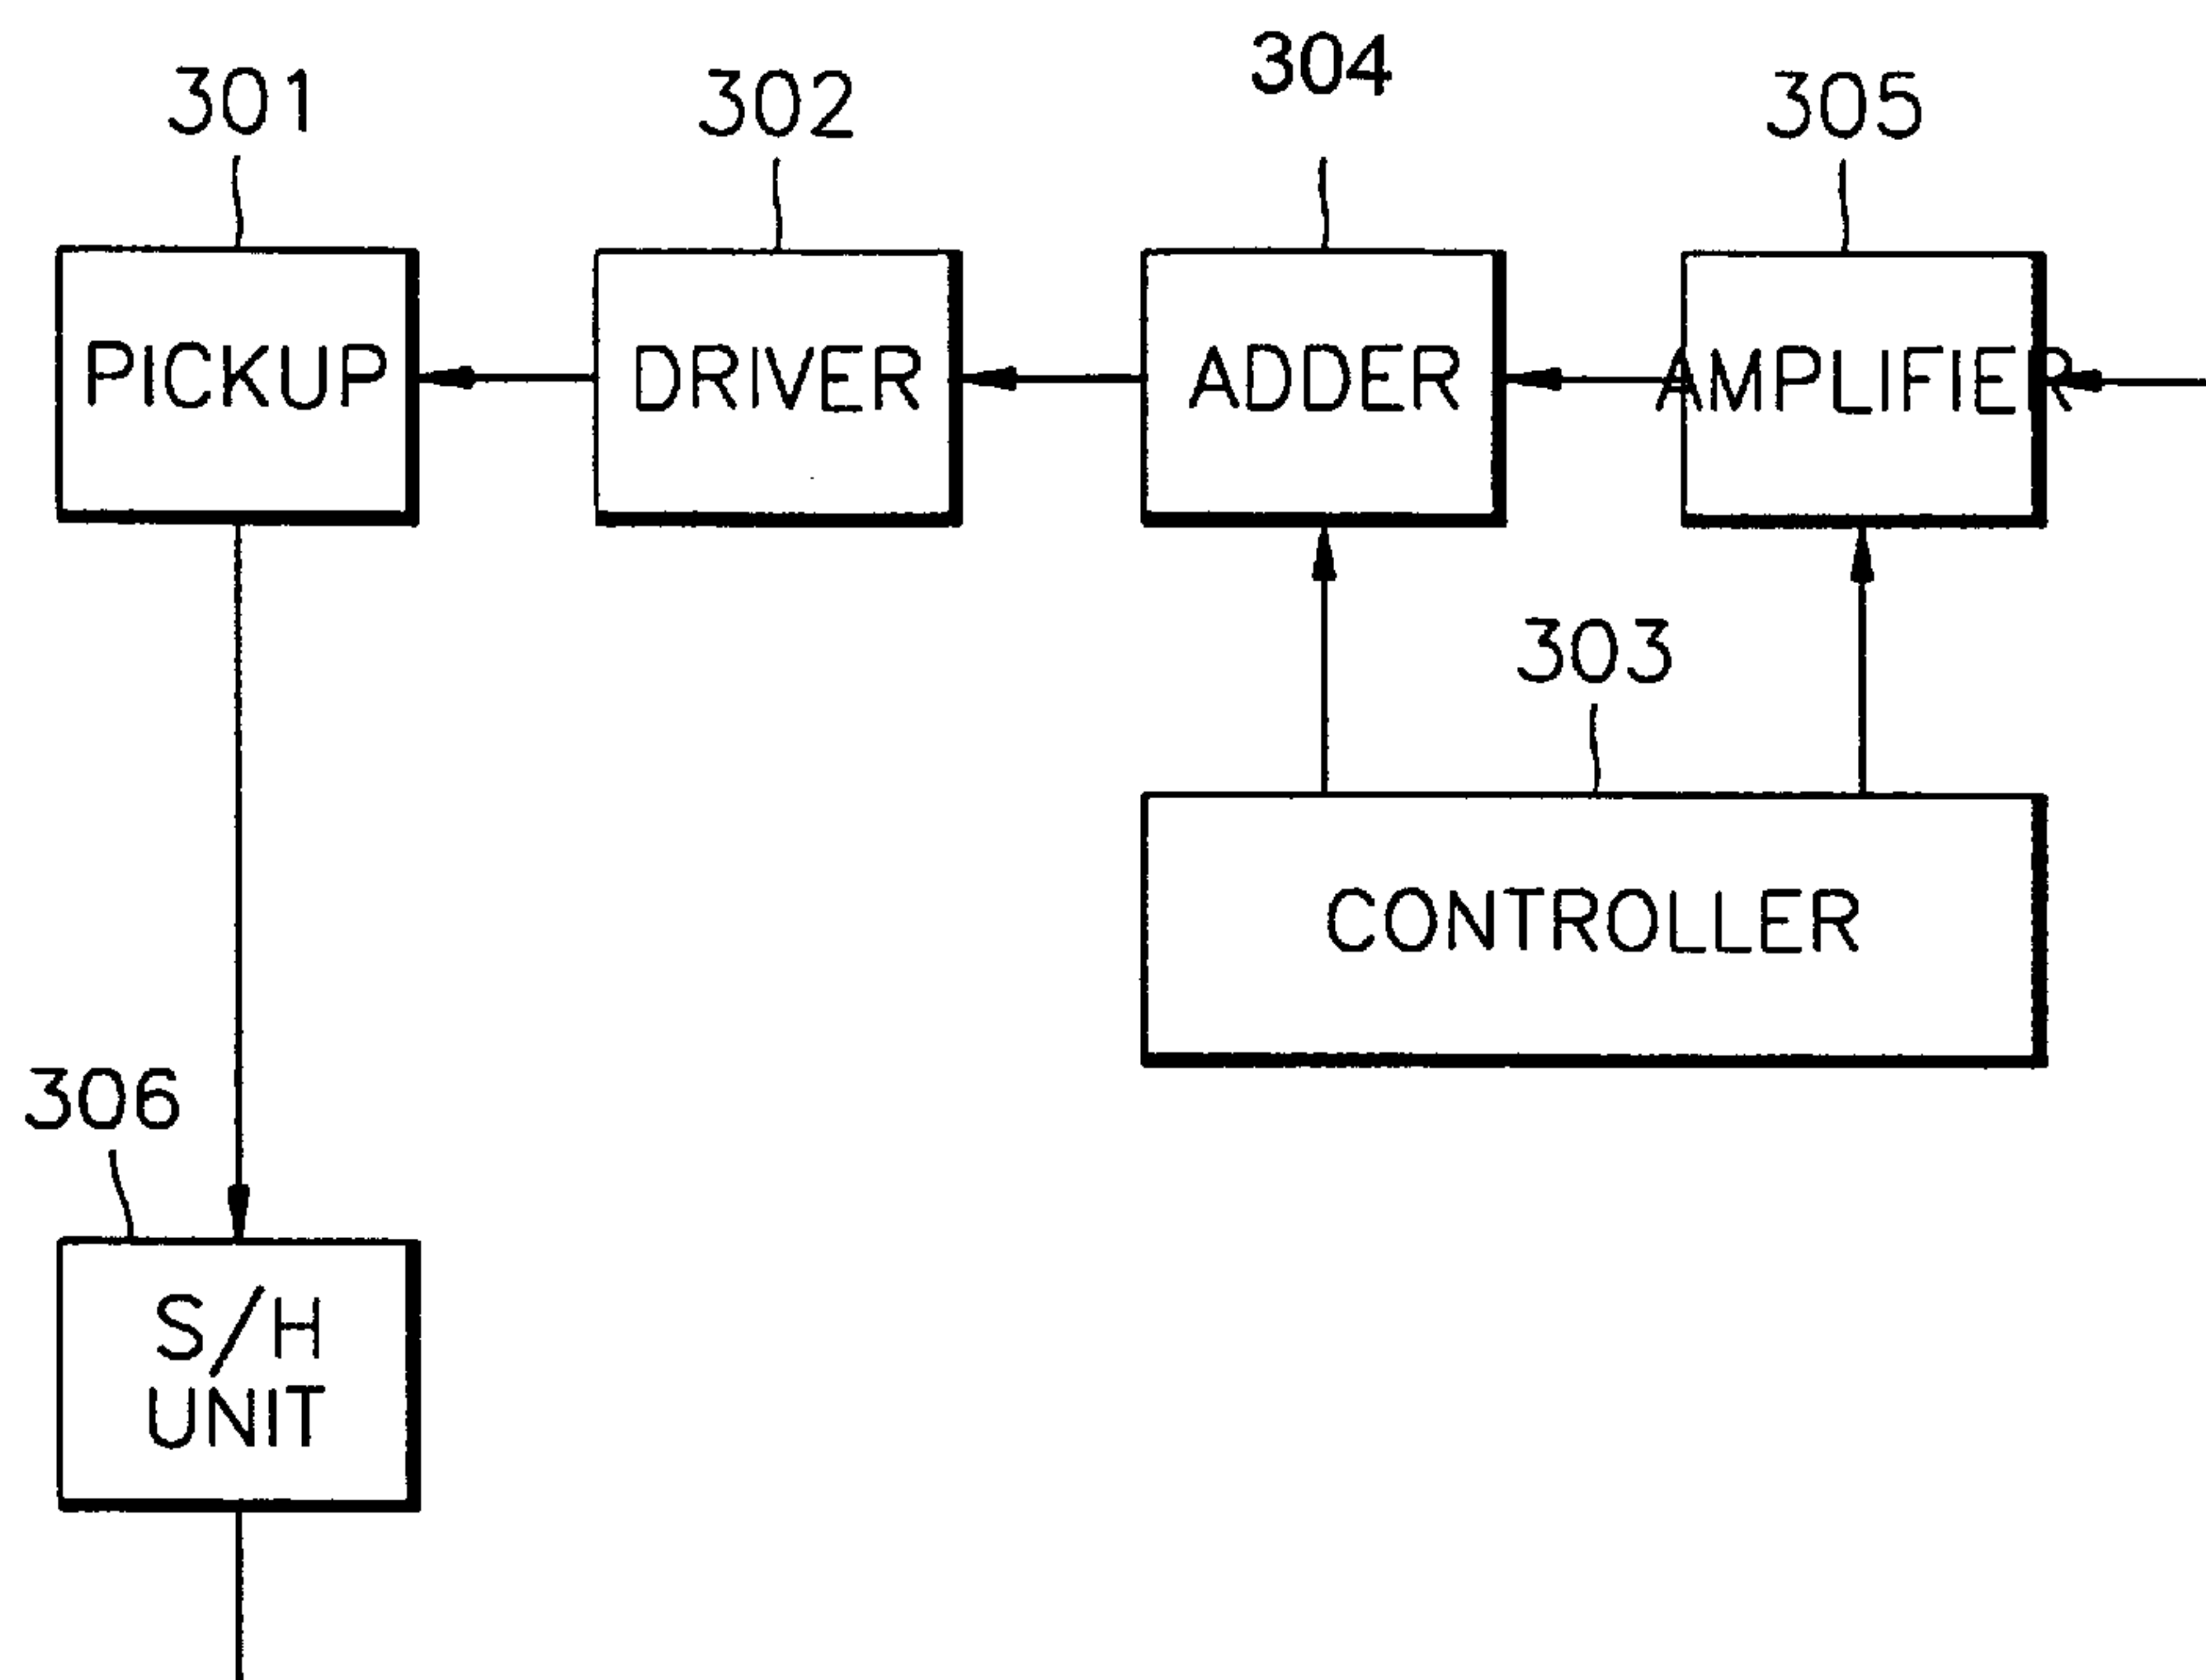 301
302
304
305
PICKUP
DRIVER
ADDER
AMPLIFIER
303
CONTROLLER
306
S/H
UNIT